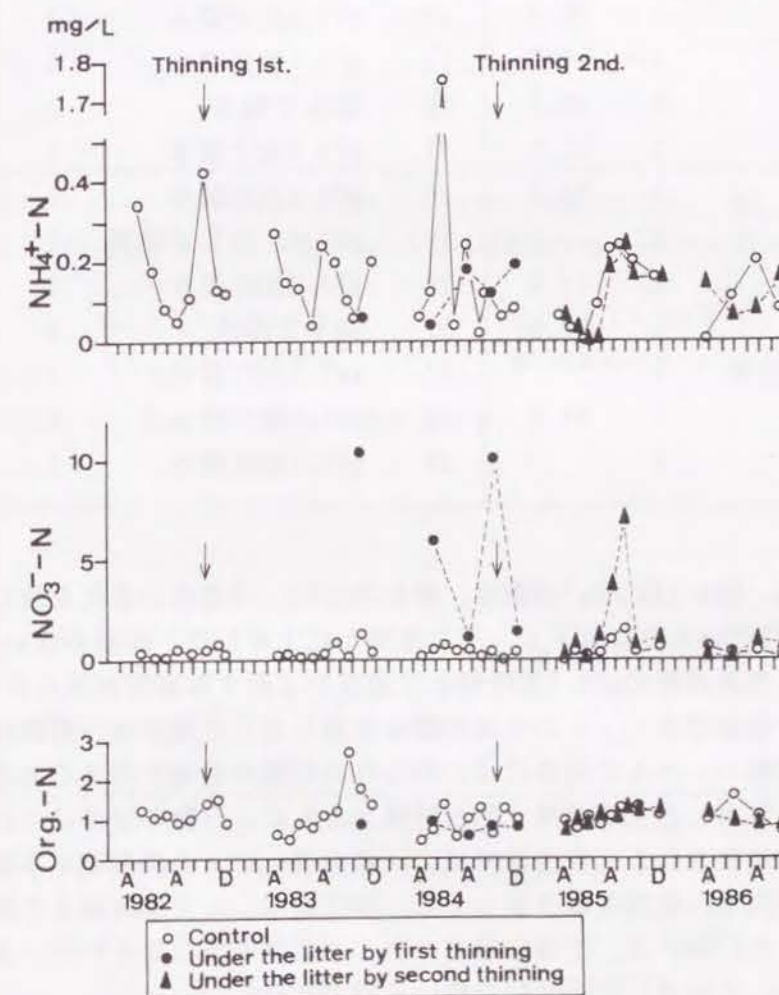 mg/L
Thinning 1st.
Thinning 2nd.
1.8
1.7
0.4
0.2
0
NH4+-N
10
5
0
NO3−-N
3
2
1
0
Org.-N
A A D A A D A A D A A D A A
1982 1983 1984 1985 1986
Control
Under the litter by first thinning
Under the litter by second thinning